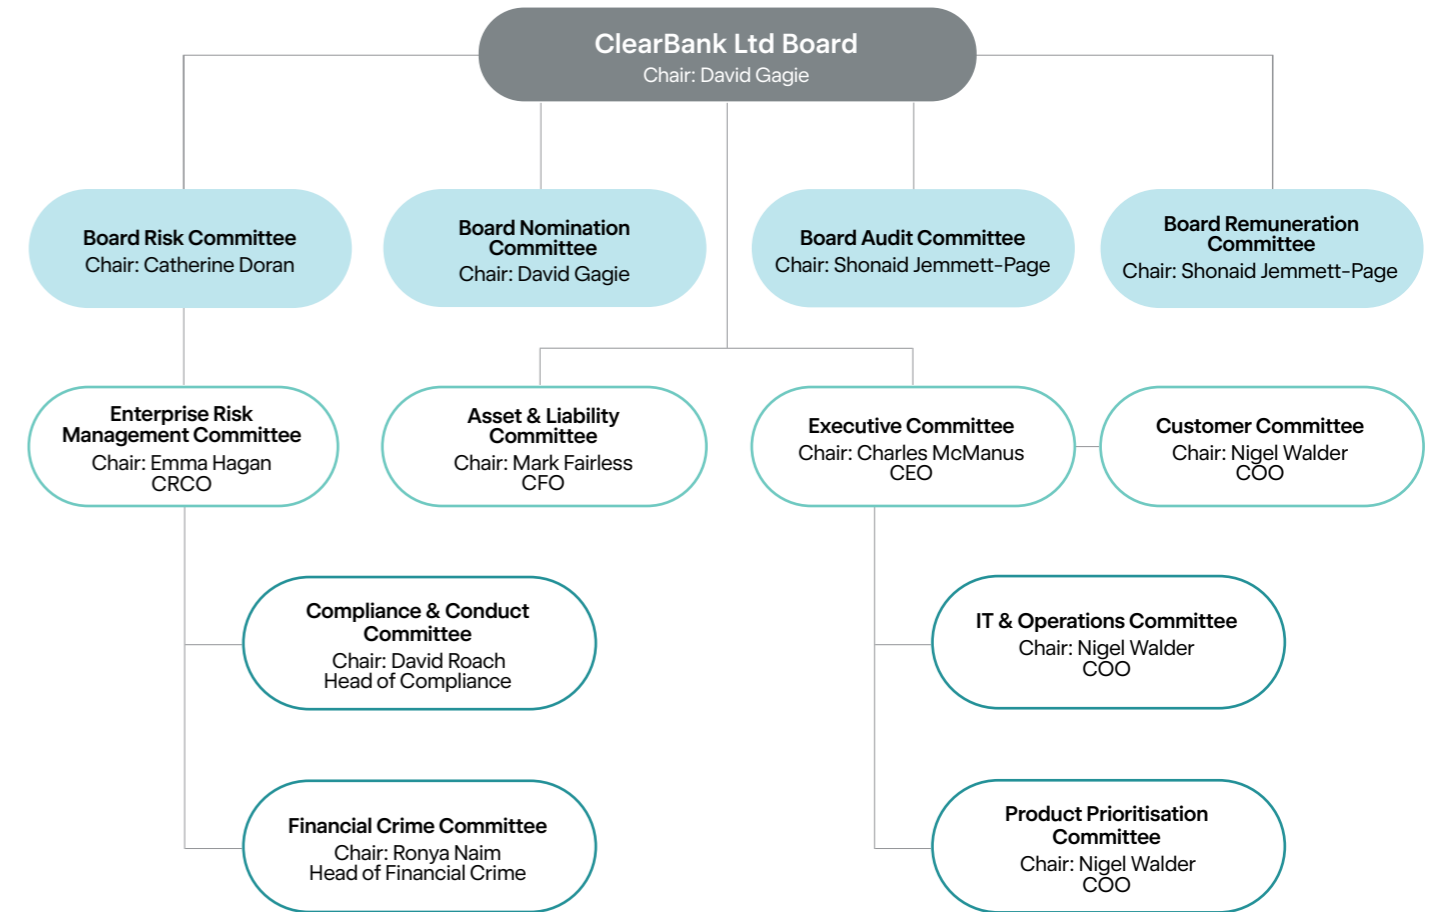 ClearBank Ltd Board
Chair: David Gagie
Board Risk Committee
Chair: Catherine Doran
Board Nomination
Committee
Chair: David Gagie
Board Audit Committee
Chair: Shonaid Jemmett-Page
Board Remuneration
Committee
Chair: Shonaid Jemmett-Page
Enterprise Risk
Management Committee
Chair: Emma Hagan
CRCO
Asset & Liability
Committee
Chair: Mark Fairless
CFO
Executive Committee
Chair: Charles McManus
CEO
Customer Committee
Chair: Nigel Walder
COO
Compliance & Conduct
Committee
Chair: David Roach
Head of Compliance
IT & Operations Committee
Chair: Nigel Walder
COO
Financial Crime Committee
Chair: Ronya Naim
Head of Financial Crime
Product Prioritisation
Committee
Chair: Nigel Walder
COO